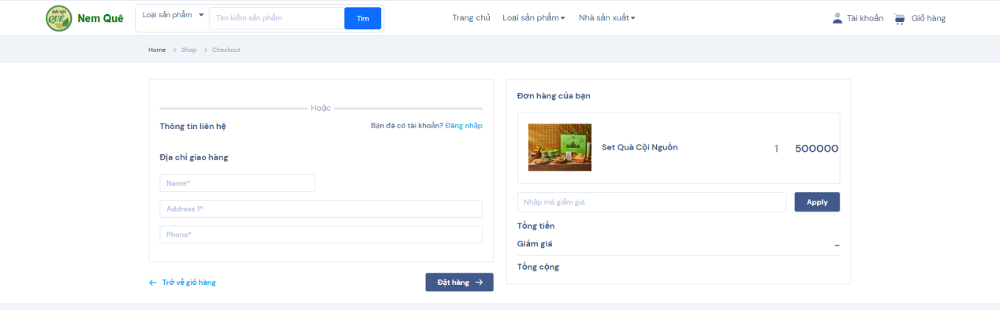 ĐẶC SẢN
QUÊ
Nem Quê
Loại sản phẩm
Tìm kiếm sản phẩm
Tìm
Trang chủ
Loại sản phẩm
Nhà sản xuất
Tài khoản
Giỏ hàng
Home > Shop > Checkout
Hoặc
Thông tin liên hệ
Bạn đã có tài khoản? Đăng nhập
Địa chỉ giao hàng
Name*
Address 1*
Phone*
← Trở về giỏ hàng
Đặt hàng →
Đơn hàng của bạn
Set Quà Cội Nguồn
1
500000
Nhập mã giảm giá
Apply
Tổng tiền
Giảm giá
–
Tổng cộng